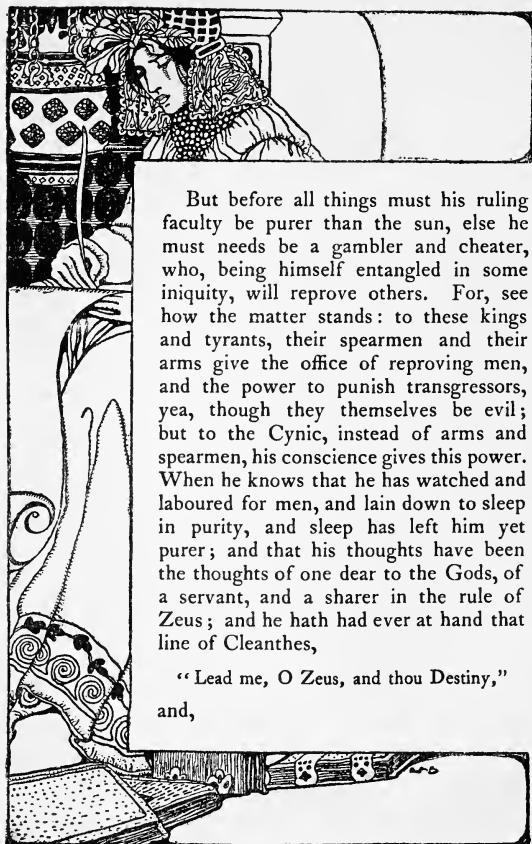 But before all things must his ruling
faculty be purer than the sun, else he
must needs be a gambler and cheater,
who, being himself entangled in some
iniquity, will reprove others. For, see
how the matter stands: to these kings
and tyrants, their spearmen and their
arms give the office of reproving men,
and the power to punish transgressors,
yea, though they themselves be evil;
but to the Cynic, instead of arms and
spearmen, his conscience gives this power.
When he knows that he has watched and
laboured for men, and lain down to sleep
in purity, and sleep has left him yet
purer; and that his thoughts have been
the thoughts of one dear to the Gods, of
a servant, and a sharer in the rule of
Zeus; and he hath had ever at hand that
line of Cleanthes,
“Lead me, O Zeus, and thou Destiny,”
and,